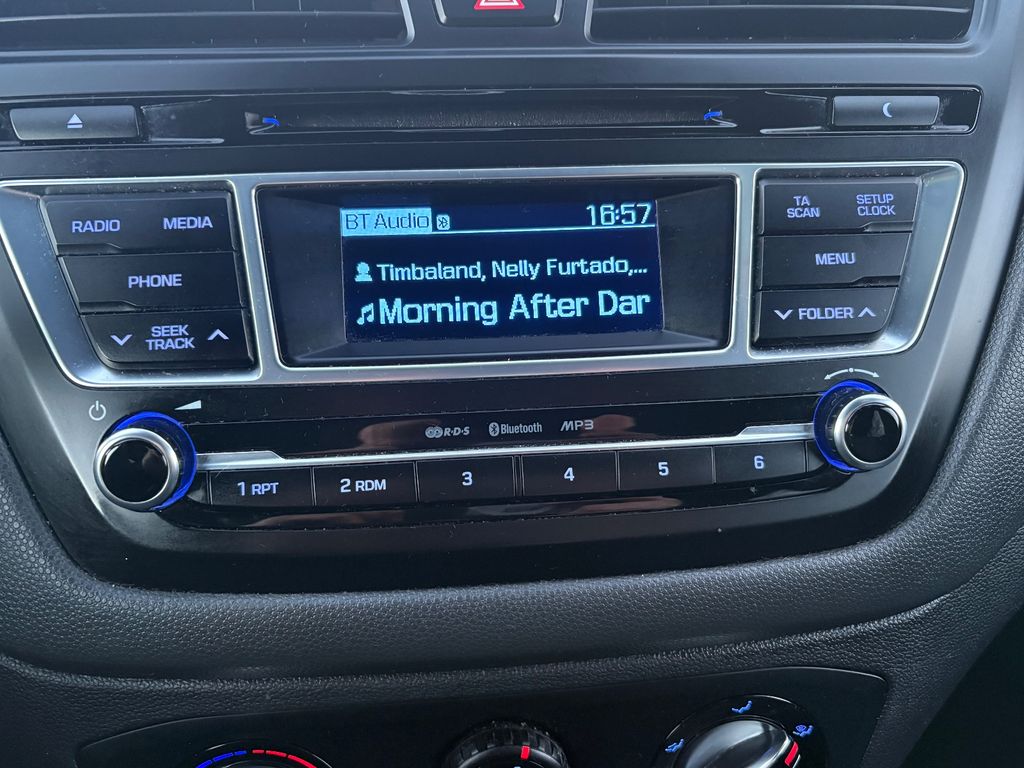 RADIO
MEDIA
PHONE
SEEK
TRACK
BT Audio 16:57
Timbaland, Nelly Furtado,...
Morning After Dar
TA
SCAN
SETUP
CLOCK
MENU
FOLDER
R·D·S Bluetooth MP3
1 RPT 2 RDM 3 4 5 6